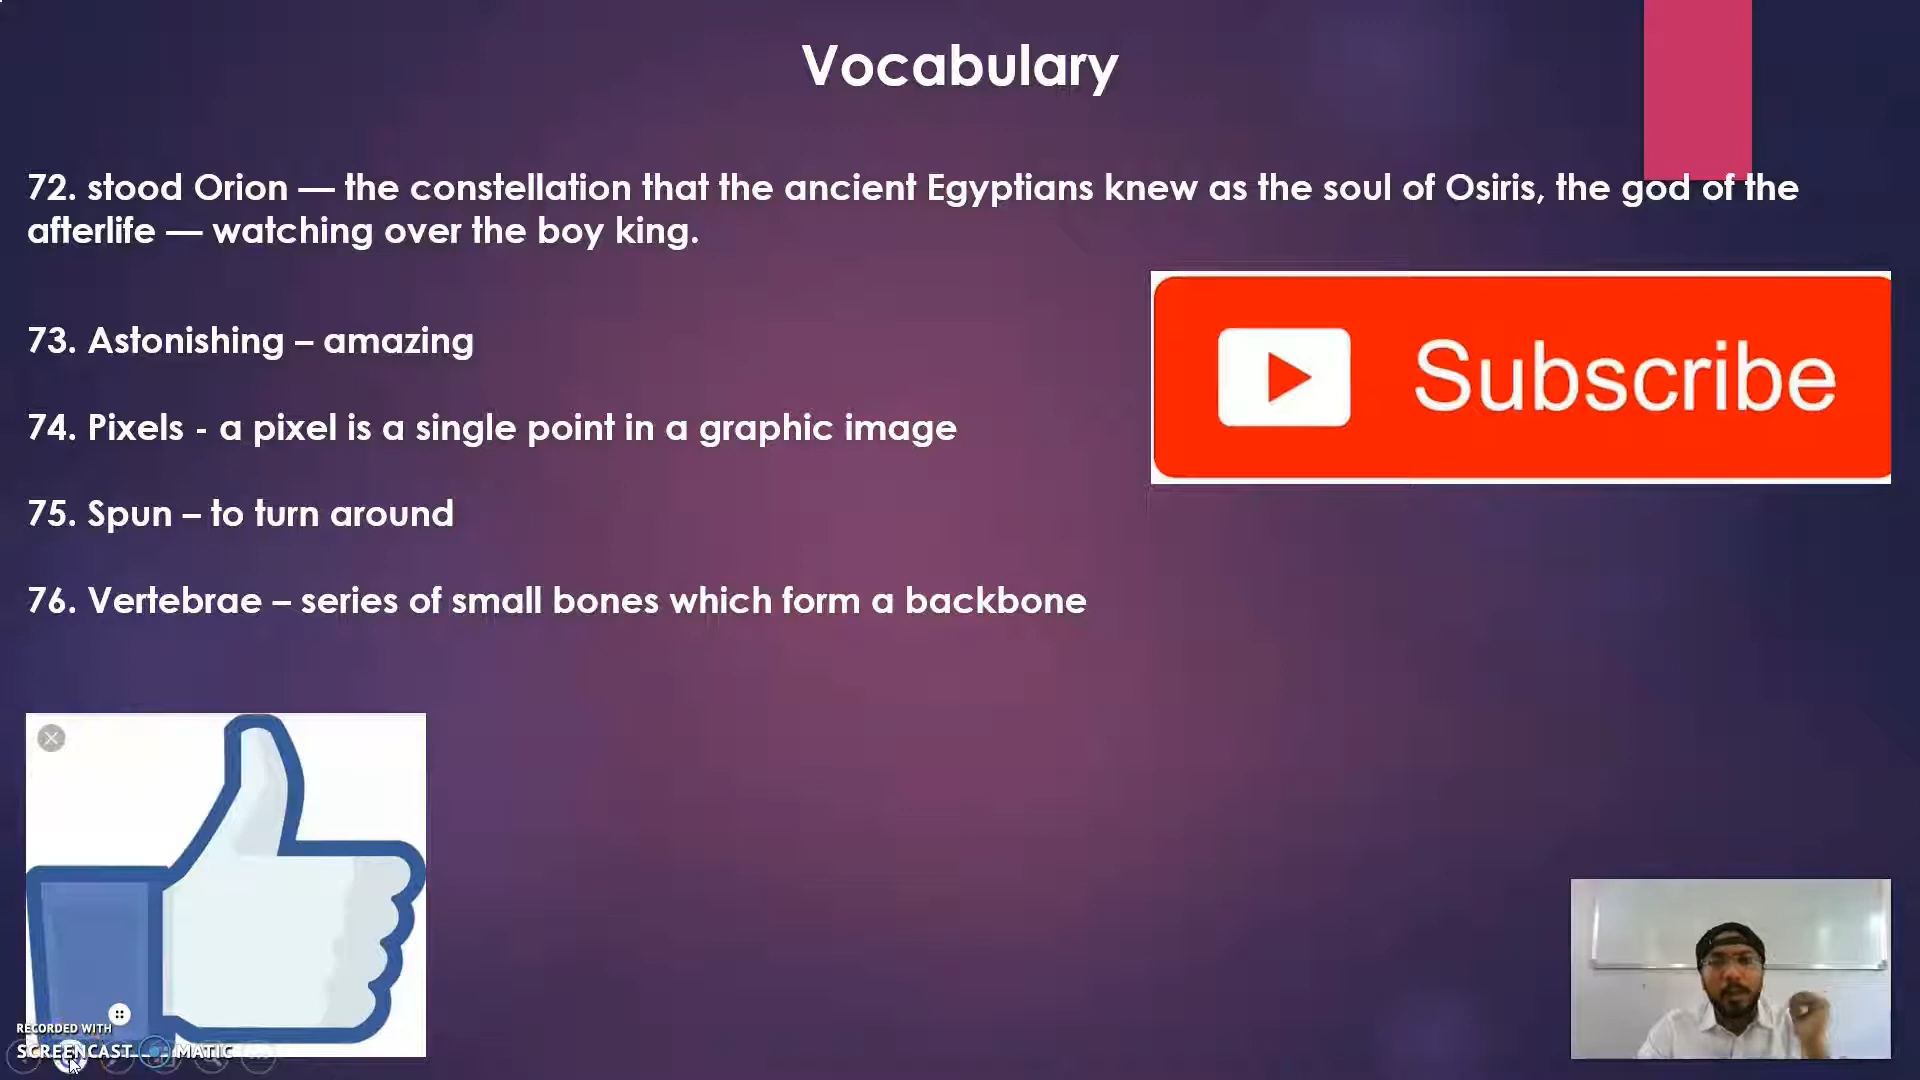 Vocabulary
72. stood Orion — the constellation that the ancient Egyptians knew as the soul of Osiris, the god of the
afterlife — watching over the boy king.
Subscribe
73. Astonishing – amazing
74. Pixels - a pixel is a single point in a graphic image
75. Spun – to turn around
76. Vertebrae – series of small bones which form a backbone
RECORDED WITH
SCREENCAST MATIC